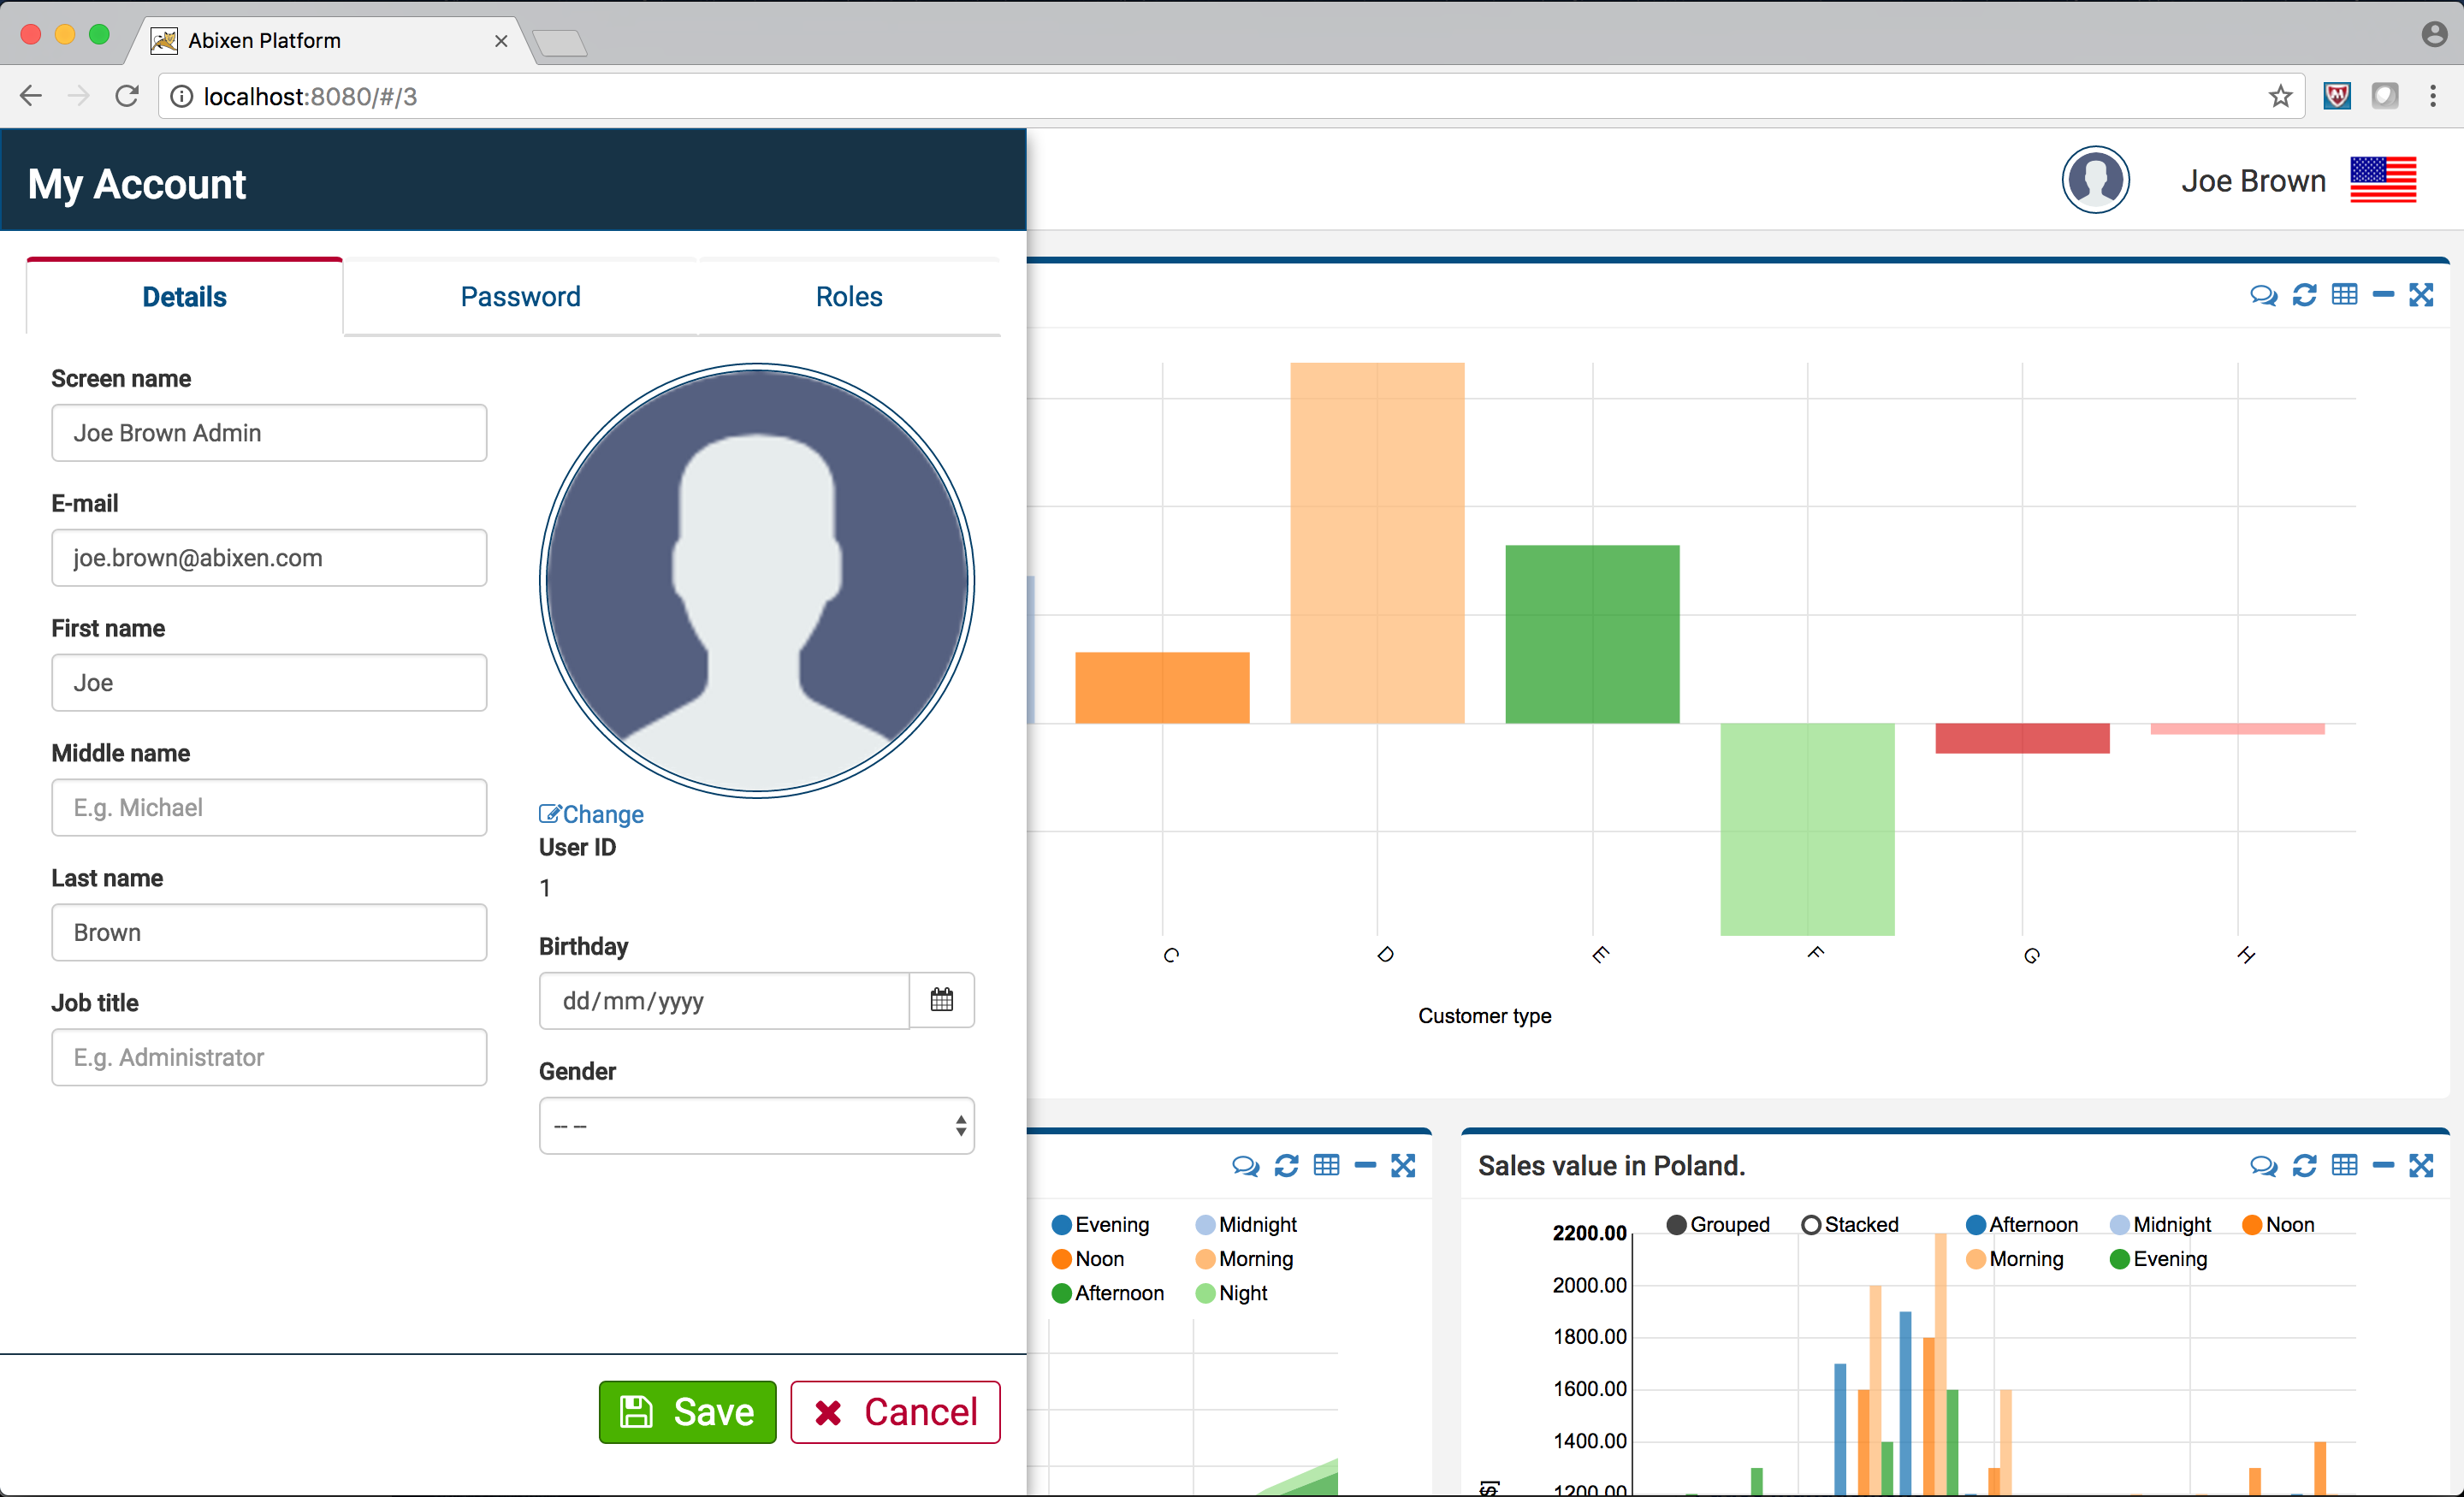 Abixen Platform
localhost:8080/#/3
My Account
Joe Brown
Details
Password
Roles
Screen name
Joe Brown Admin
E-mail
joe.brown@abixen.com
First name
Joe
Middle name
E.g. Michael
Last name
Brown
Job title
E.g. Administrator
Change
User ID
1
Birthday
dd/mm/yyyy
Gender
-- --
Save
Cancel
C
D
E
F
G
H
Customer type
Evening
Midnight
Noon
Morning
Afternoon
Night
Sales value in Poland.
Grouped
Stacked
Afternoon
Midnight
Noon
Morning
Evening
2200.00
2000.00
1800.00
1600.00
1400.00
1200.00